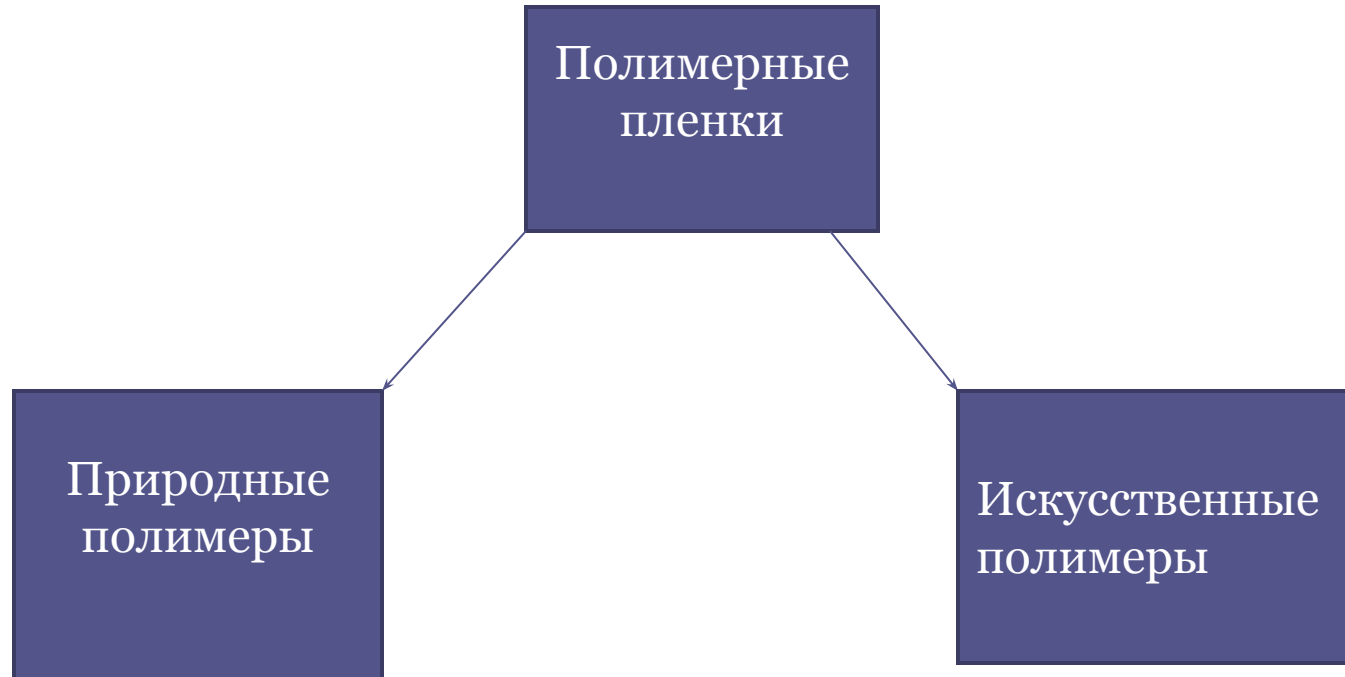 Полимерные
пленки
Природные
полимеры
Искусственные
полимеры